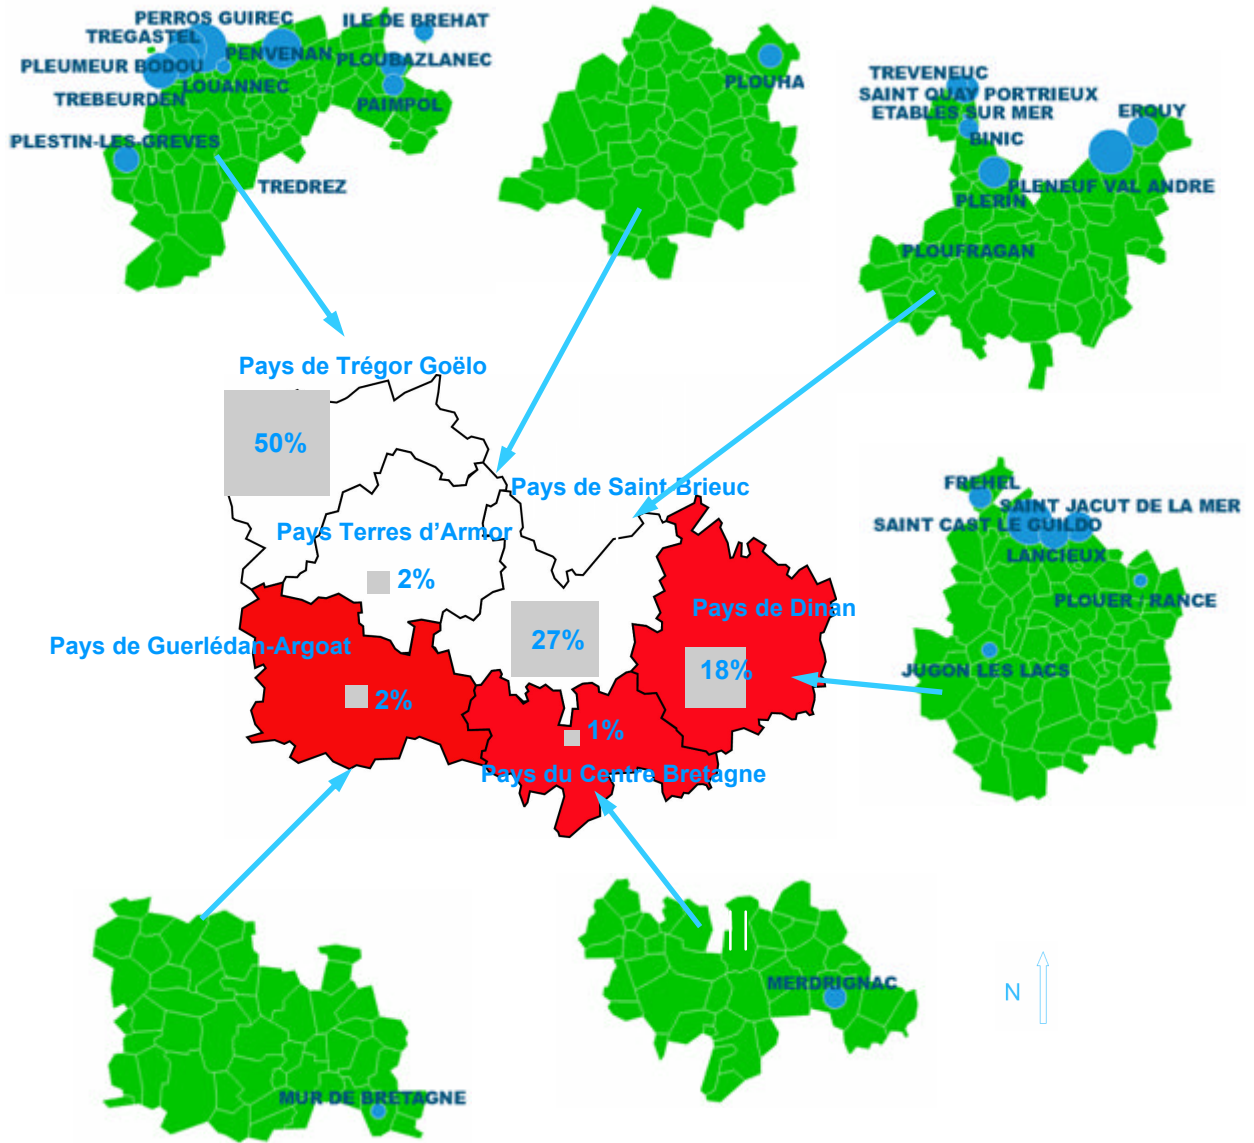 PERROS GUIREC
ILE DE BREHAT
TREGASTEL
PENVENAN
PLOUBAZLANEC
PLEUMEUR BODOU
LOUANNEC
TREBEURDEN
PAIMPOL
PLESTIN-LES-GREVES
TREDREZ
PLOUHA
TREVENEUC
SAINT QUAY PORTRIEUX
ETABLES SUR MER
ERQUY
BINIC
PLENEUF VAL ANDRE
PLERIN
PLOUFRAGAN
Pays de Trégor Goëlo
50%
Pays de Saint Brieuc
Pays Terres d'Armor
2%
FREHEL
SAINT JACUT DE LA MER
SAINT CAST LE GUILDO
LANCIEUX
PLOUER / RANCE
JUGON LES LACS
Pays de Dinan
18%
27%
Pays de Guerlédan-Argoat
2%
1%
Pays du Centre Bretagne
MERDRIGNAC
N
MUR DE BRETAGNE